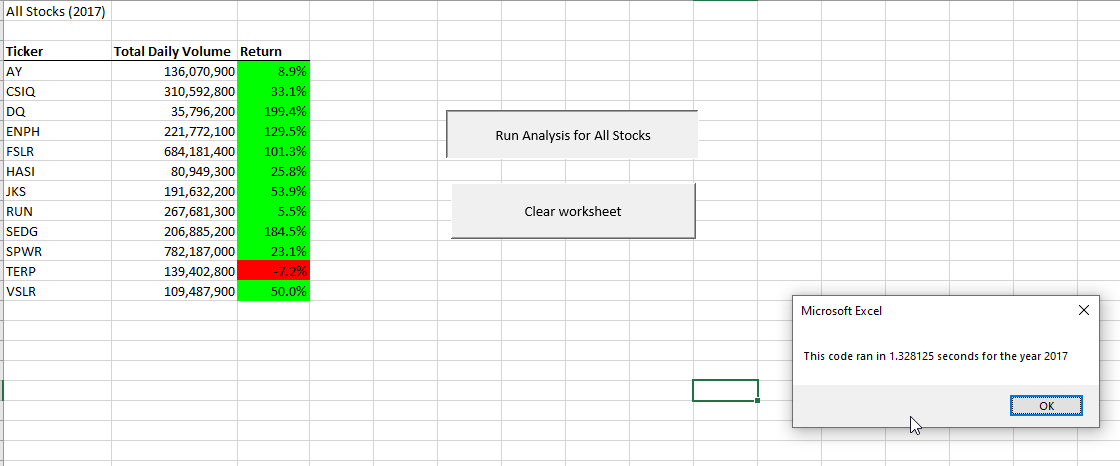 All Stocks (2017)
Ticker Total Daily Volume Return
AY 136,070,900 8.9%
CSIQ 310,592,800 33.1%
DQ 35,796,200 199.4%
ENPH 221,772,100 129.5%
FSLR 684,181,400 101.3%
HASI 80,949,300 25.8%
JKS 191,632,200 53.9%
RUN 267,681,300 5.5%
SEDG 206,885,200 184.5%
SPWR 782,187,000 23.1%
TERP 139,402,800 -7.2%
VSLR 109,487,900 50.0%
Run Analysis for All Stocks
Clear worksheet
Microsoft Excel
This code ran in 1.328125 seconds for the year 2017
OK